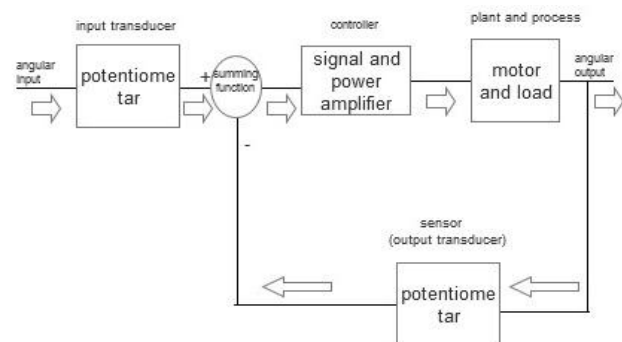 input transducer
controller
plant and process
angular
input
potentiome
tar
+
summing
function
signal and
power
amplifier
motor
and load
angular
output
-
sensor
(output transducer)
potentiome
tar